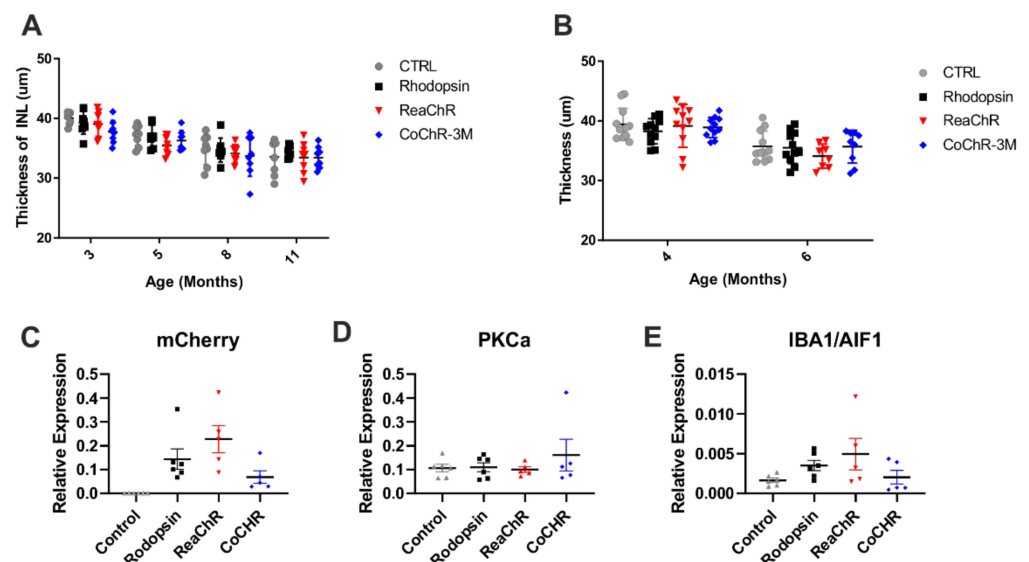 A
Thickness of INL (um)
50
40
30
20
3
5
8
11
Age (Months)
CTRL
Rhodopsin
ReaChR
CoChR-3M
B
Thickness (um)
50
40
30
20
4
6
Age (Months)
CTRL
Rhodopsin
ReaChR
CoChR-3M
C
mCherry
Relative Expression
0.5
0.4
0.3
0.2
0.1
0.0
Control
Rodopsin
ReaChR
CoCHR
D
PKCa
Relative Expression
0.5
0.4
0.3
0.2
0.1
0.0
Control
Rodopsin
ReaChR
CoCHR
E
IBA1/AIF1
Relative Expression
0.015
0.010
0.005
0.000
Control
Rodopsin
ReaChR
CoCHR